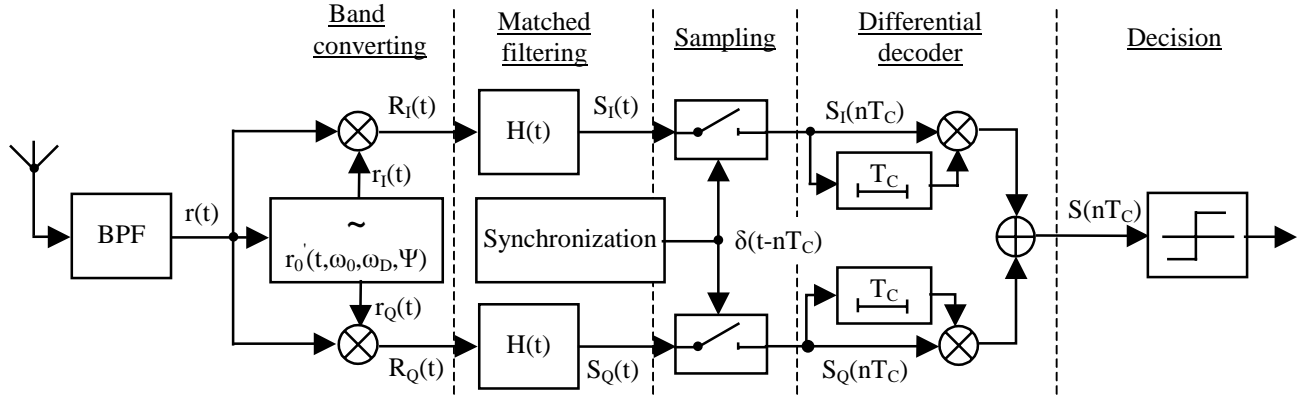 Band
converting
Matched
filtering
Sampling
Differential
decoder
Decision
R_I(t)
S_I(t)
S_I(nT_C)
H(t)
T_C
r_I(t)
BPF
r(t)
~
r_0'(t,ω_0,ω_D,Ψ)
Synchronization
δ(t-nT_C)
S(nT_C)
r_Q(t)
T_C
H(t)
R_Q(t)
S_Q(t)
S_Q(nT_C)